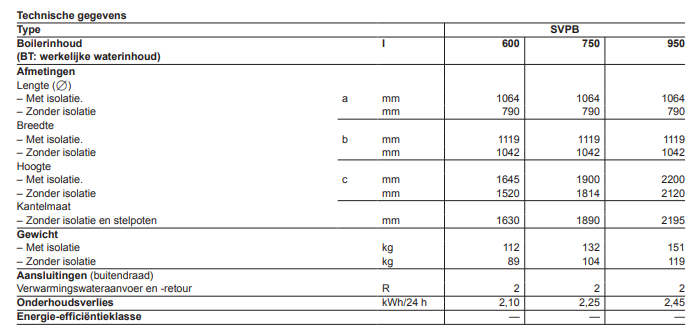 Technische gegevens
Type SVPB
Boilerinhoud l 600 750 950
(BT: werkelijke waterinhoud)
Afmetingen
Lengte (∅)
– Met isolatie. a mm 1064 1064 1064
– Zonder isolatie mm 790 790 790
Breedte
– Met isolatie. b mm 1119 1119 1119
– Zonder isolatie mm 1042 1042 1042
Hoogte
– Met isolatie. c mm 1645 1900 2200
– Zonder isolatie mm 1520 1814 2120
Kantelmaat
– Zonder isolatie en stelpoten mm 1630 1890 2195
Gewicht
– Met isolatie kg 112 132 151
– Zonder isolatie kg 89 104 119
Aansluitingen (buitendraad)
Verwarmingswateraanvoer en -retour R 2 2 2
Onderhoudsverlies kWh/24 h 2,10 2,25 2,45
Energie-efficiëntieklasse — — —